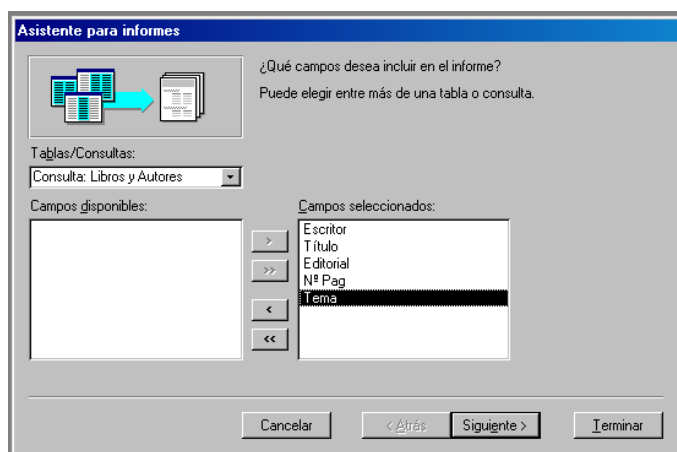 Asistente para informes
¿Qué campos desea incluir en el informe?
Puede elegir entre más de una tabla o consulta.
Tablas/Consultas:
Consulta: Libros y Autores
Campos disponibles:
Campos seleccionados:
>
>>
<
<<
Escritor
Título
Editorial
Nº Pag
Tema
Cancelar
< Atrás
Siguiente >
Terminar